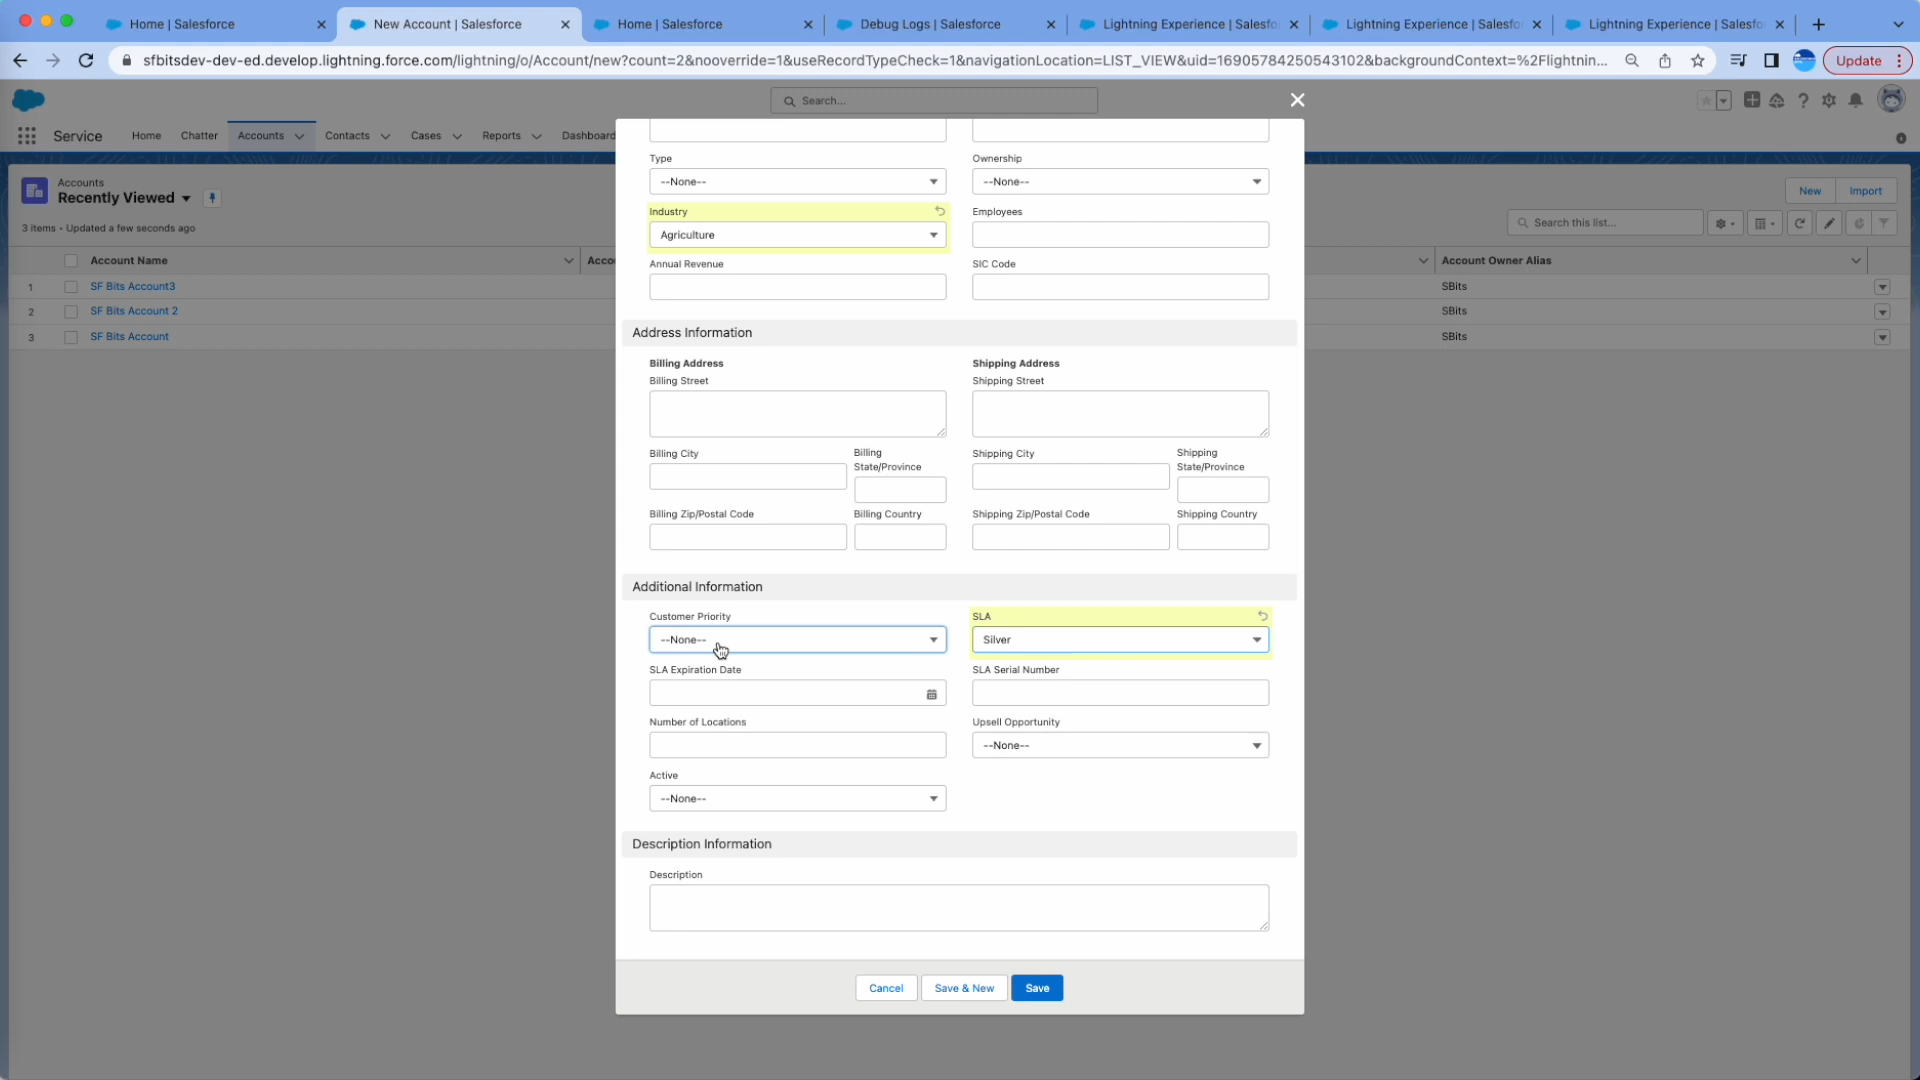 Home | Salesforce
New Account | Salesforce
Home | Salesforce
Debug Logs | Salesforce
Lightning Experience | Salesfo
Lightning Experience | Salesfo
Lightning Experience | Salesfo
sfbitsdev-dev-ed.develop.lightning.force.com/lightning/o/Account/new?count=2&nooverride=1&useRecordTypeCheck=1&navigationLocation=LIST_VIEW&uid=16905784250543102&backgroundContext=%2Flightnin...
Update
Search...
Service
Home
Chatter
Accounts
Contacts
Cases
Reports
Dashboard
Accounts
Recently Viewed
New
Import
3 items • Updated a few seconds ago
Search this list...
Account Name
Acco
Account Owner Alias
1 SF Bits Account3 SBits
2 SF Bits Account 2 SBits
3 SF Bits Account SBits
Type
--None--
Ownership
--None--
Industry
Agriculture
Employees
Annual Revenue
SIC Code
Address Information
Billing Address
Billing Street
Shipping Address
Shipping Street
Billing City
Billing
State/Province
Shipping City
Shipping
State/Province
Billing Zip/Postal Code
Billing Country
Shipping Zip/Postal Code
Shipping Country
Additional Information
Customer Priority
--None--
SLA
Silver
SLA Expiration Date
SLA Serial Number
Number of Locations
Upsell Opportunity
--None--
Active
--None--
Description Information
Description
Cancel
Save & New
Save